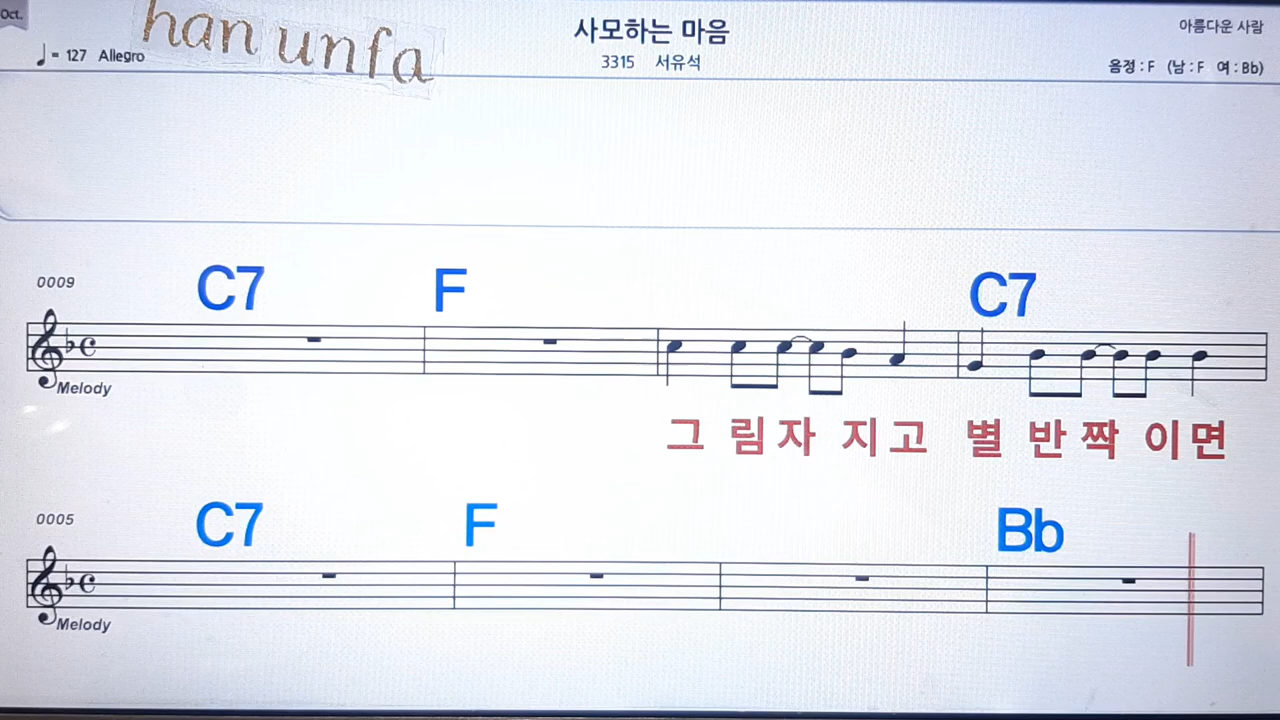 Oct.
han unfa
♩= 127 Allegro
사모하는 마음
3315 서유석
아름다운 사람
음정 : F (남 : F 여 : Bb)
0009
C7 F C7
Melody
그 림자 지고 별 반짝 이면
0005
C7 F Bb
Melody